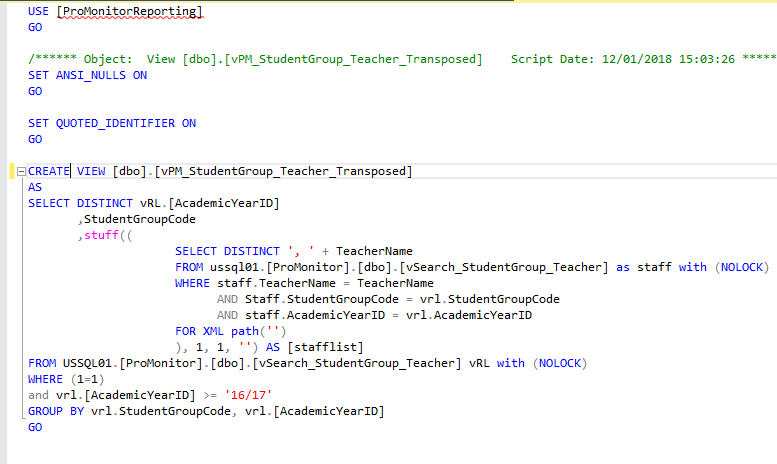 USE [ProMonitorReporting]
GO
/****** Object:  View [dbo].[vPM_StudentGroup_Teacher_Transposed]    Script Date: 12/01/2018 15:03:26 *****
SET ANSI_NULLS ON
GO
SET QUOTED_IDENTIFIER ON
GO
CREATE VIEW [dbo].[vPM_StudentGroup_Teacher_Transposed]
AS
SELECT DISTINCT vRL.[AcademicYearID]
,StudentGroupCode
,stuff((
SELECT DISTINCT ', ' + TeacherName
FROM ussql01.[ProMonitor].[dbo].[vSearch_StudentGroup_Teacher] as staff with (NOLOCK)
WHERE staff.TeacherName = TeacherName
AND Staff.StudentGroupCode = vrl.StudentGroupCode
AND staff.AcademicYearID = vrl.AcademicYearID
FOR XML path('')
), 1, 1, '') AS [stafflist]
FROM USSQL01.[ProMonitor].[dbo].[vSearch_StudentGroup_Teacher] vRL with (NOLOCK)
WHERE (1=1)
and vrl.[AcademicYearID] >= '16/17'
GROUP BY vrl.StudentGroupCode, vrl.[AcademicYearID]
GO